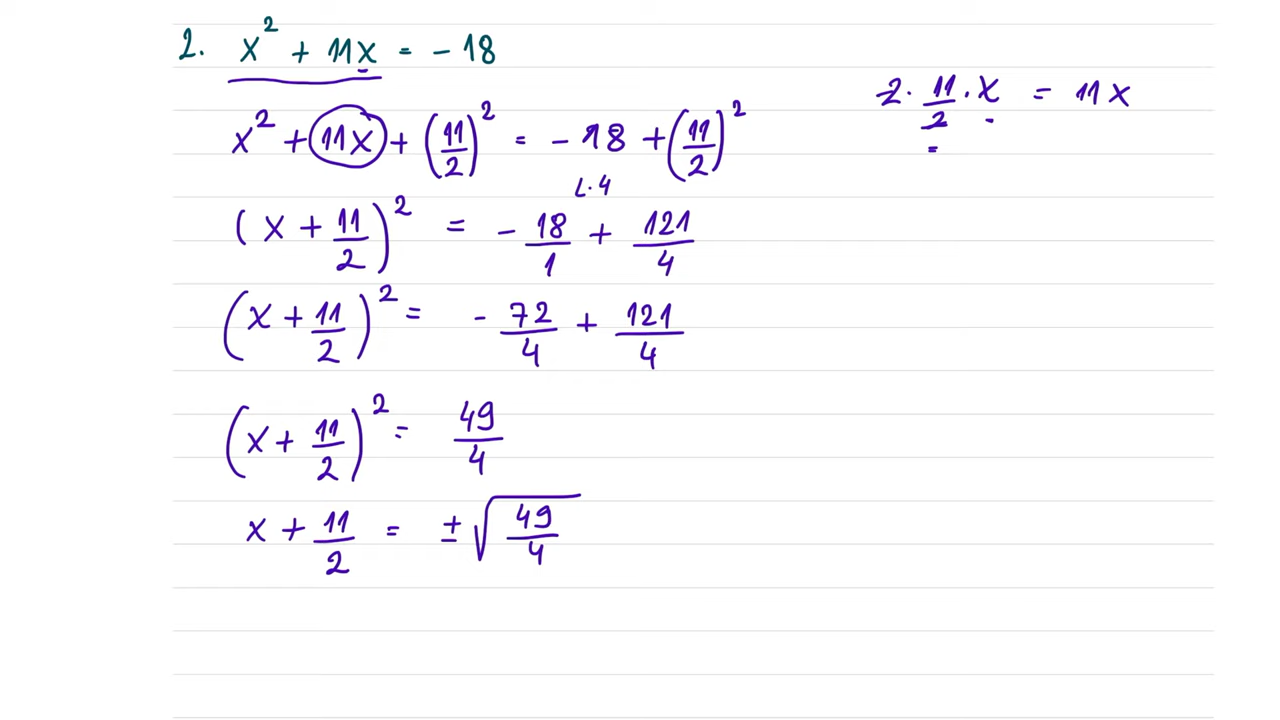 2. x² + 11x = - 18
2 · 11/2 · x = 11x
x² + 11x + (11/2)² = - 18 + (11/2)²
(x + 11/2)² = - 18/1 + 121/4
(x + 11/2)² = - 72/4 + 121/4
(x + 11/2)² = 49/4
x + 11/2 = ± √(49/4)